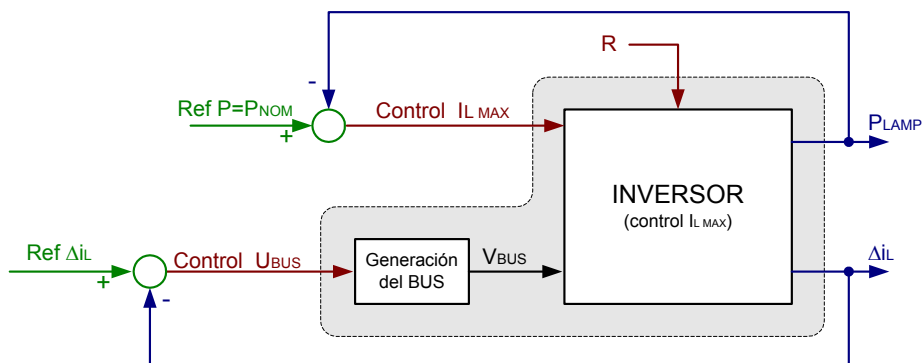 R
-
Ref P=PNOM
+
Control IL MAX
PLAMP
INVERSOR
(control IL MAX)
Ref ΔiL
+
-
Control UBUS
Generación
del BUS
VBUS
ΔiL